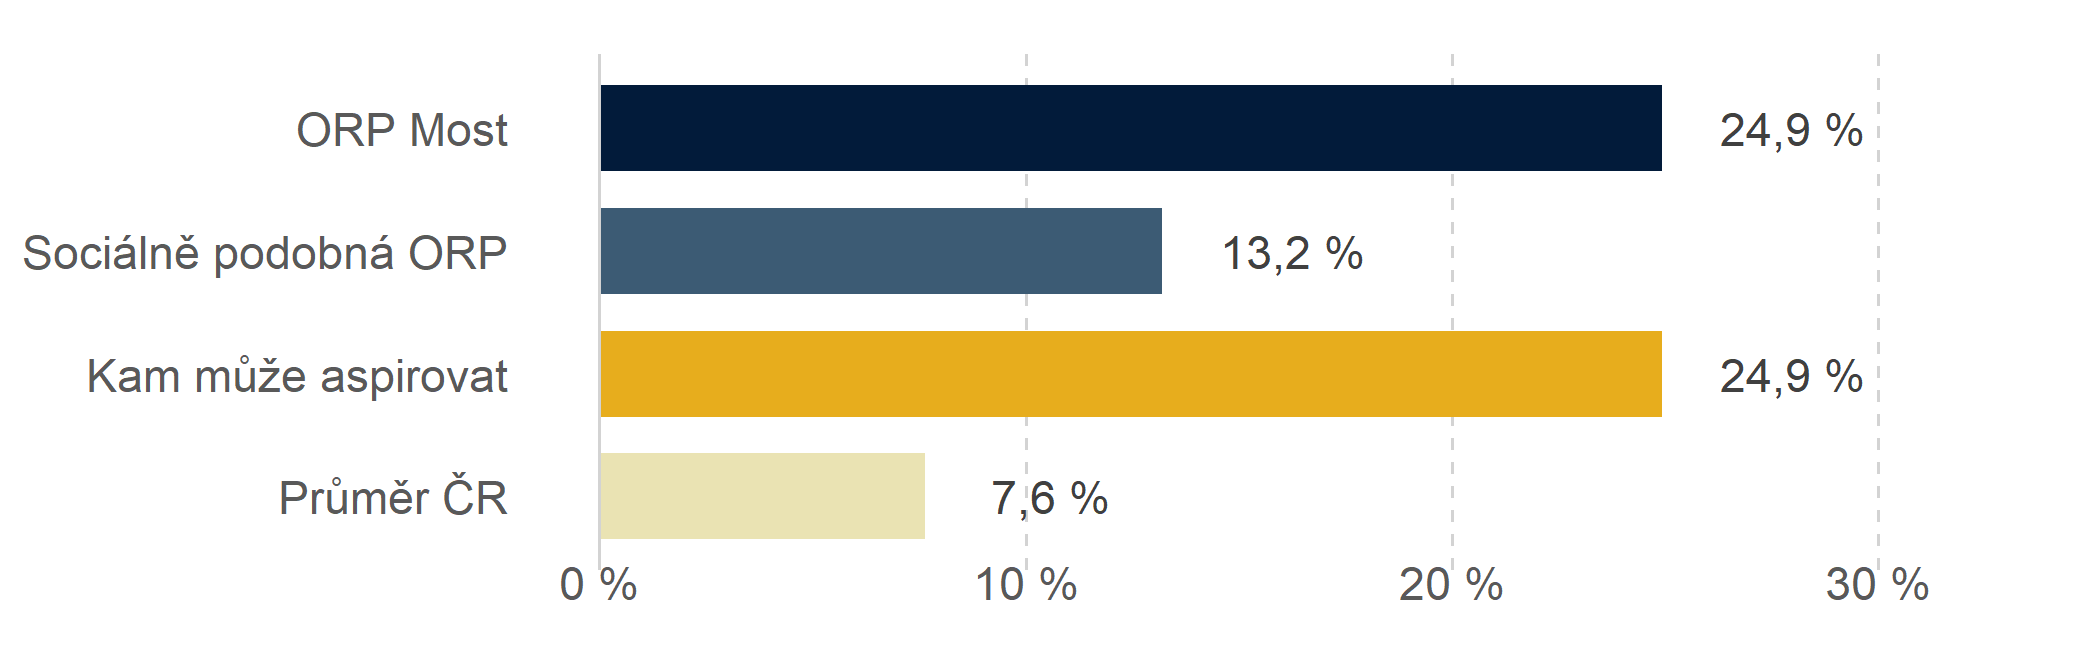 ORP Most 24,9 %
Sociálně podobná ORP 13,2 %
Kam může aspirovat 24,9 %
Průměr ČR 7,6 %
0 % 10 % 20 % 30 %